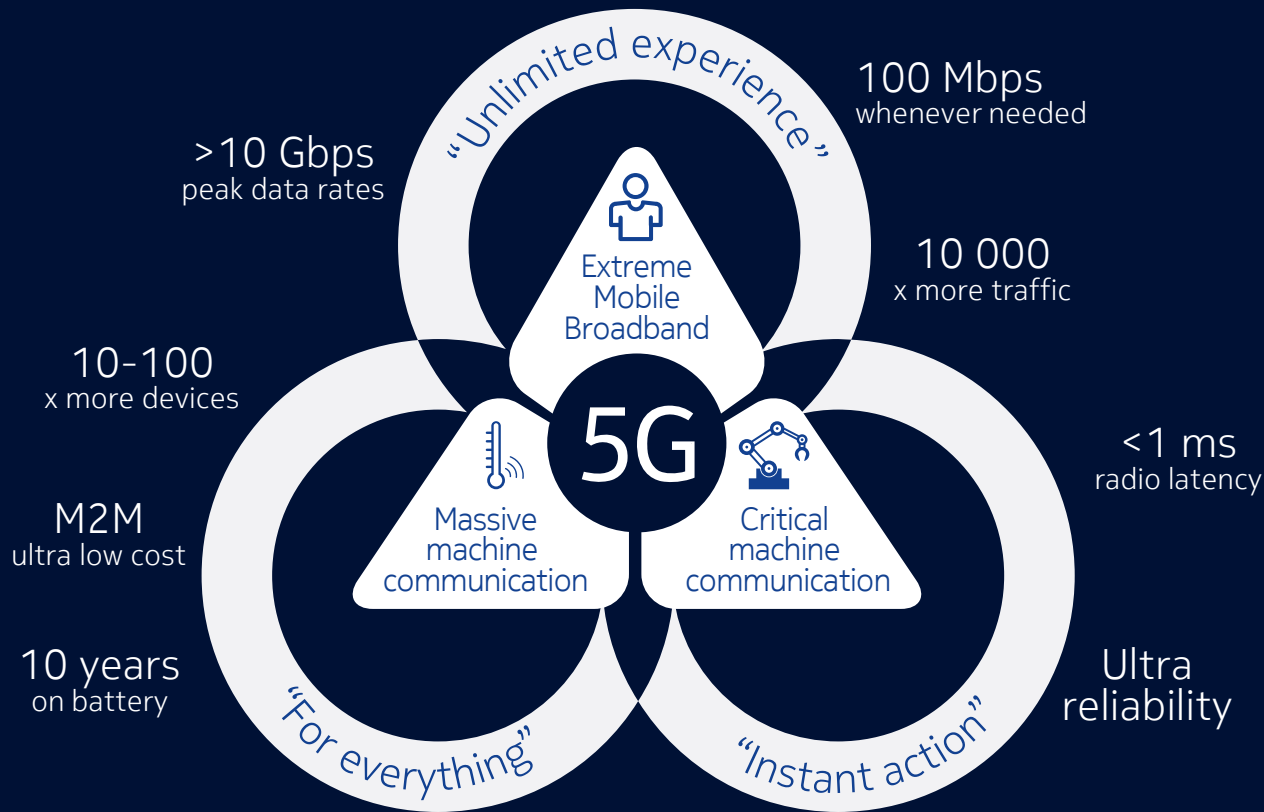 “Unlimited experience”
100 Mbps
whenever needed
>10 Gbps
peak data rates
10 000
x more traffic
Extreme
Mobile
Broadband
10-100
x more devices
5G
<1 ms
radio latency
M2M
ultra low cost
Massive
machine
communication
Critical
machine
communication
10 years
on battery
Ultra
reliability
“For everything”
“Instant action”